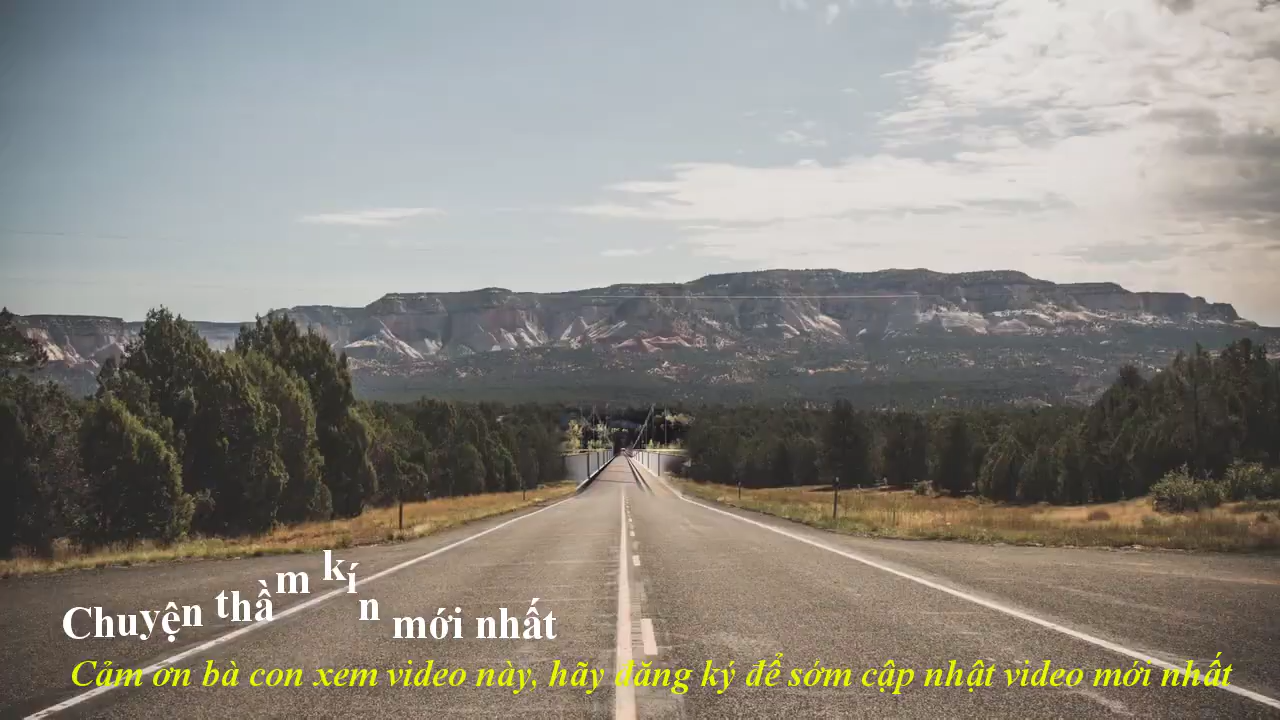 Chuyện thầm kín mới nhất
Cảm ơn bà con xem video này, hãy đăng ký để sớm cập nhật video mới nhất